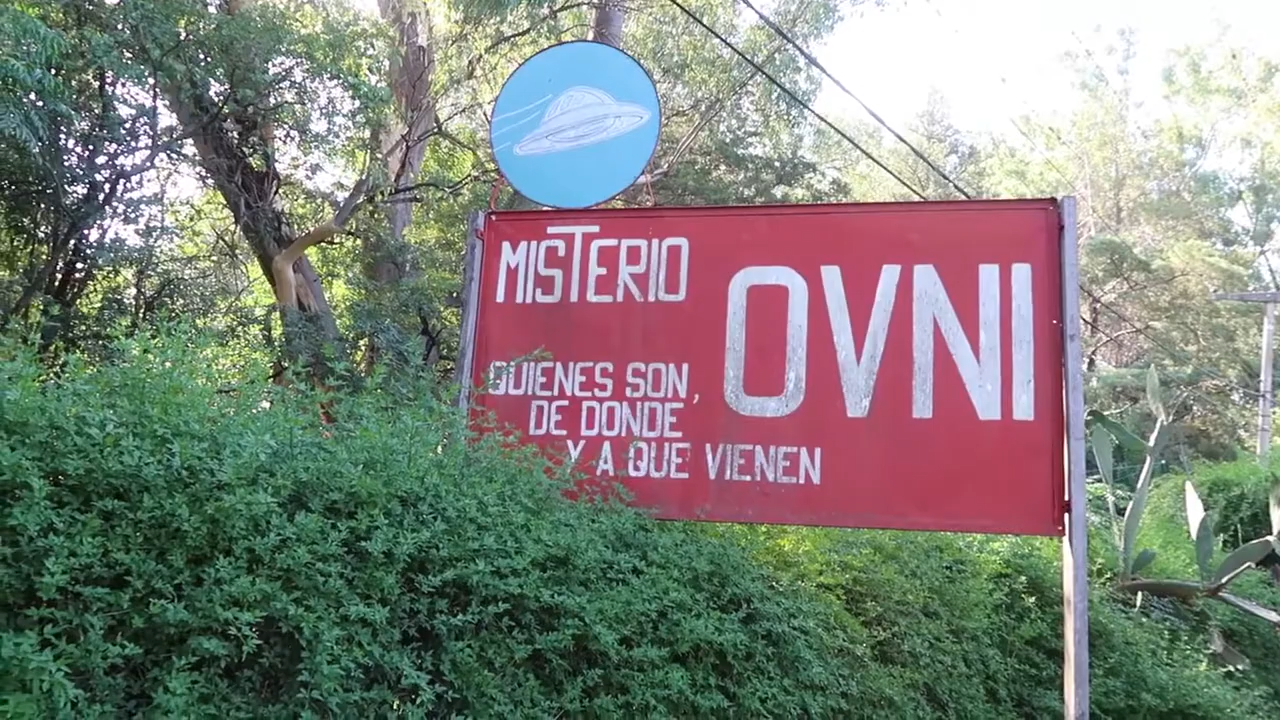 MISTERIO
OVNI
QUIENES SON,
DE DONDE
Y A QUE VIENEN